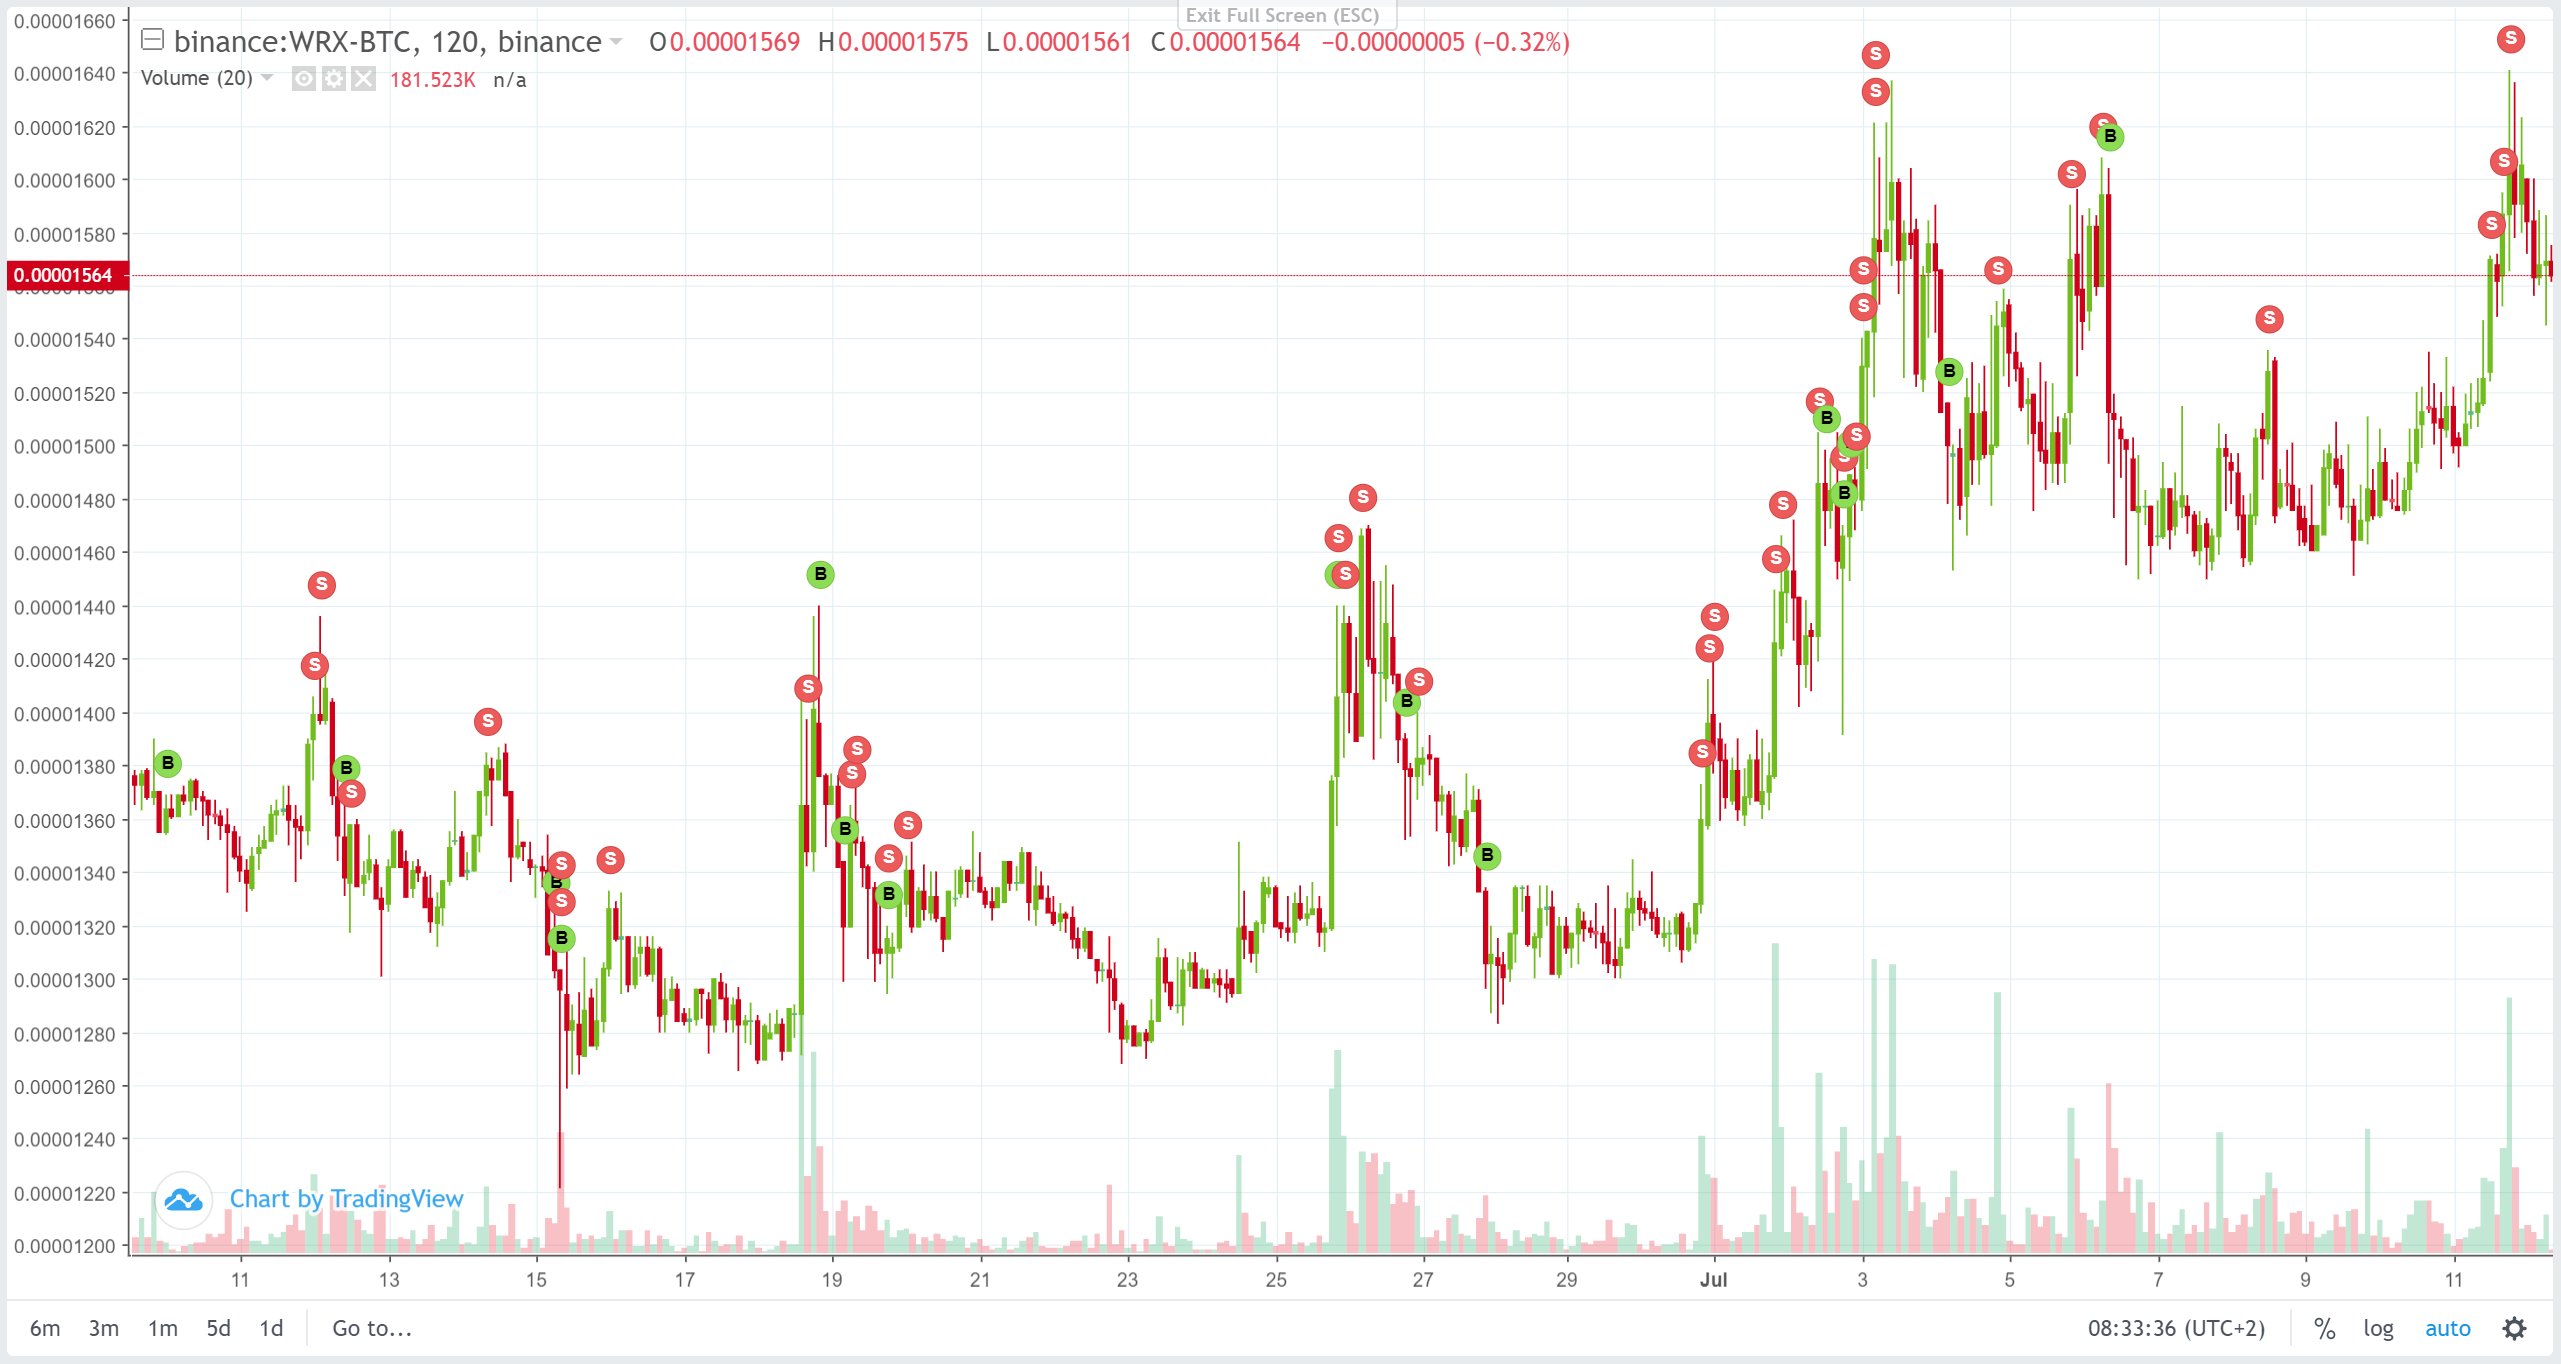 Exit Full Screen (ESC)
binance:WRX-BTC, 120, binance O0.00001569 H0.00001575 L0.00001561 C0.00001564 −0.00000005 (−0.32%)
Volume (20) 181.523K n/a
0.00001660
0.00001640
0.00001620
0.00001600
0.00001580
0.00001564
0.00001560
0.00001540
0.00001520
0.00001500
0.00001480
0.00001460
0.00001440
0.00001420
0.00001400
0.00001380
0.00001360
0.00001340
0.00001320
0.00001300
0.00001280
0.00001260
0.00001240
0.00001220
0.00001200
B
S
S
B
S
S
S
B
S
B
S
S
B
B
S
S
B
S
B
S
S
B
S
S
S
B
S
B
S
S
S
S
S
S
B
S
B
S
S
S
S
S
B
S
S
S
B
S
S
S
S
Chart by TradingView
11 13 15 17 19 21 23 25 27 29 Jul 3 5 7 9 11
6m 3m 1m 5d 1d Go to... 08:33:36 (UTC+2) % log auto